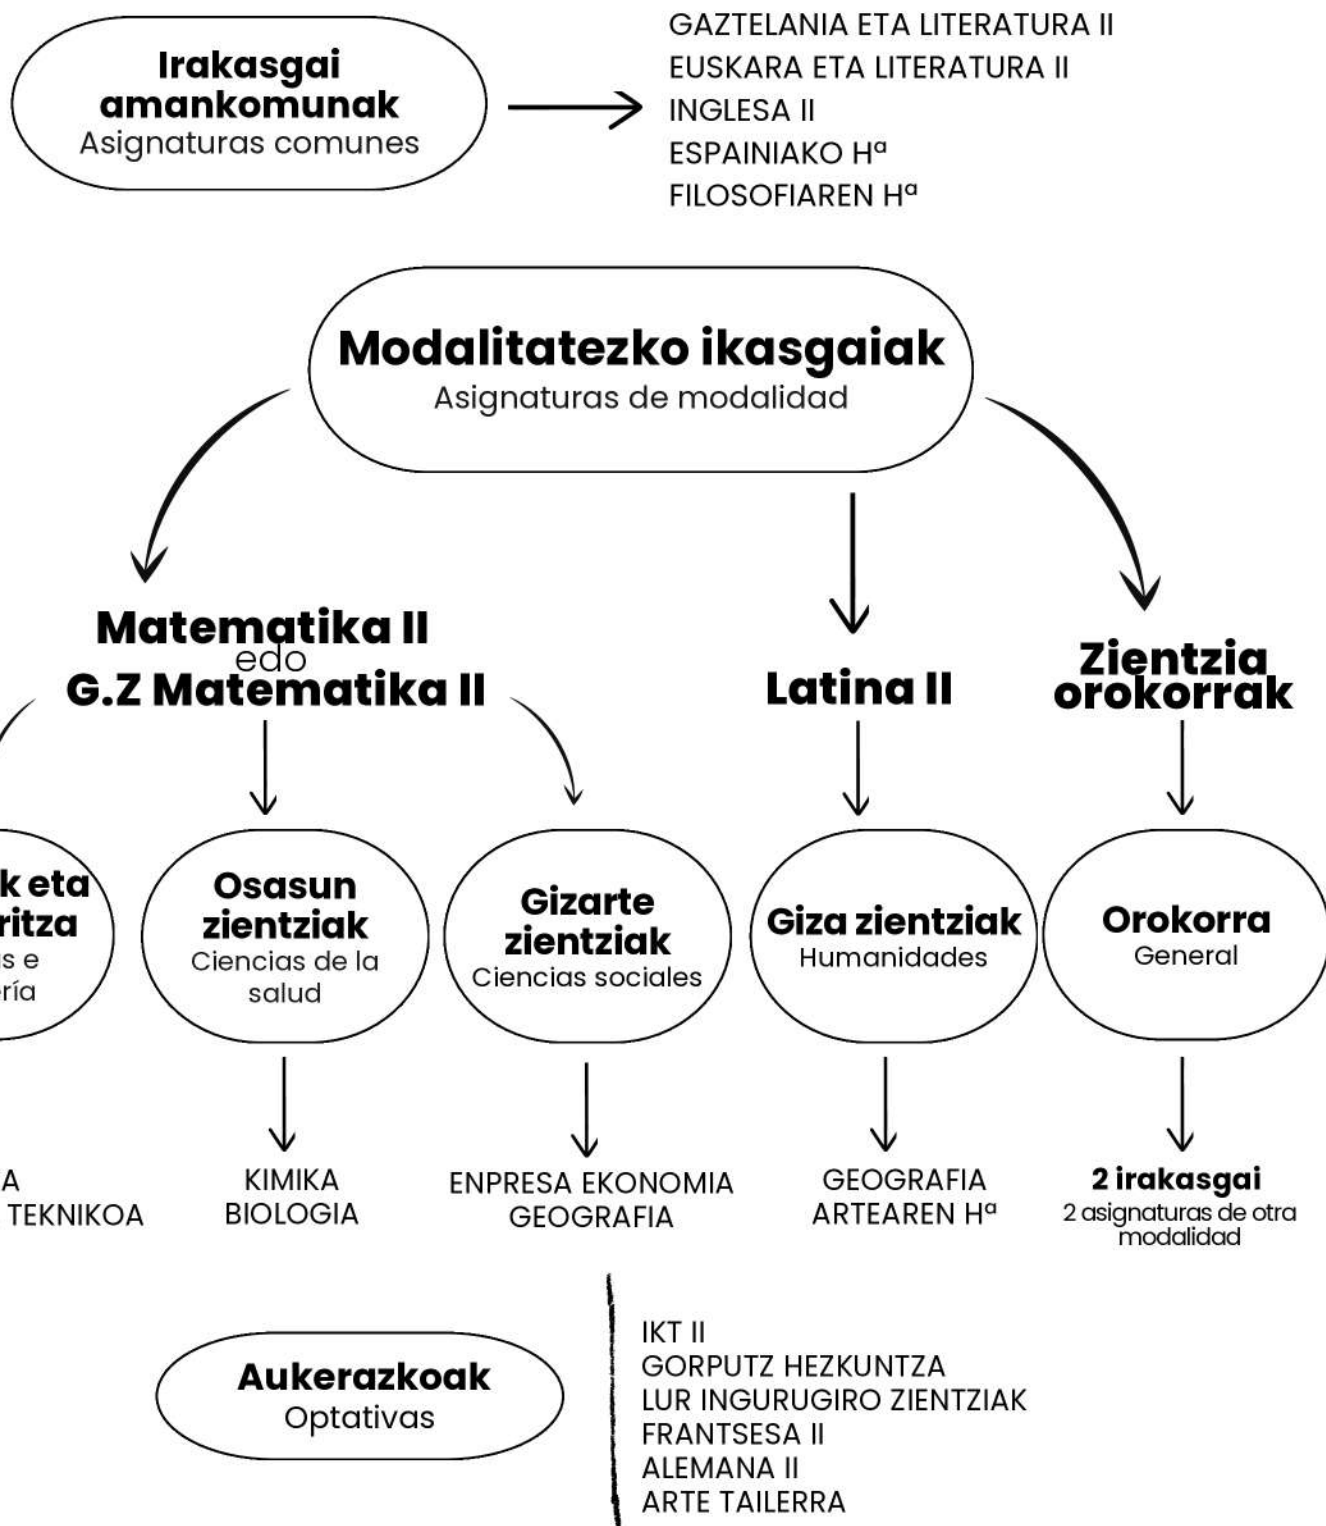 Irakasgai
amankomunak
Asignaturas comunes
GAZTELANIA ETA LITERATURA II
EUSKARA ETA LITERATURA II
INGLESA II
ESPAINIAKO Hª
FILOSOFIAREN Hª
Modalitatezko ikasgaiak
Asignaturas de modalidad
Matematika II
edo
G.Z Matematika II
Latina II
Zientzia
orokorrak
k eta
ritza
s e
ería
Osasun
zientziak
Ciencias de la
salud
Gizarte
zientziak
Ciencias sociales
Giza zientziak
Humanidades
Orokorra
General
A
TEKNIKOA
KIMIKA
BIOLOGIA
ENPRESA EKONOMIA
GEOGRAFIA
GEOGRAFIA
ARTEAREN Hª
2 irakasgai
2 asignaturas de otra
modalidad
Aukerazkoak
Optativas
IKT II
GORPUTZ HEZKUNTZA
LUR INGURUGIRO ZIENTZIAK
FRANTSESA II
ALEMANA II
ARTE TAILERRA